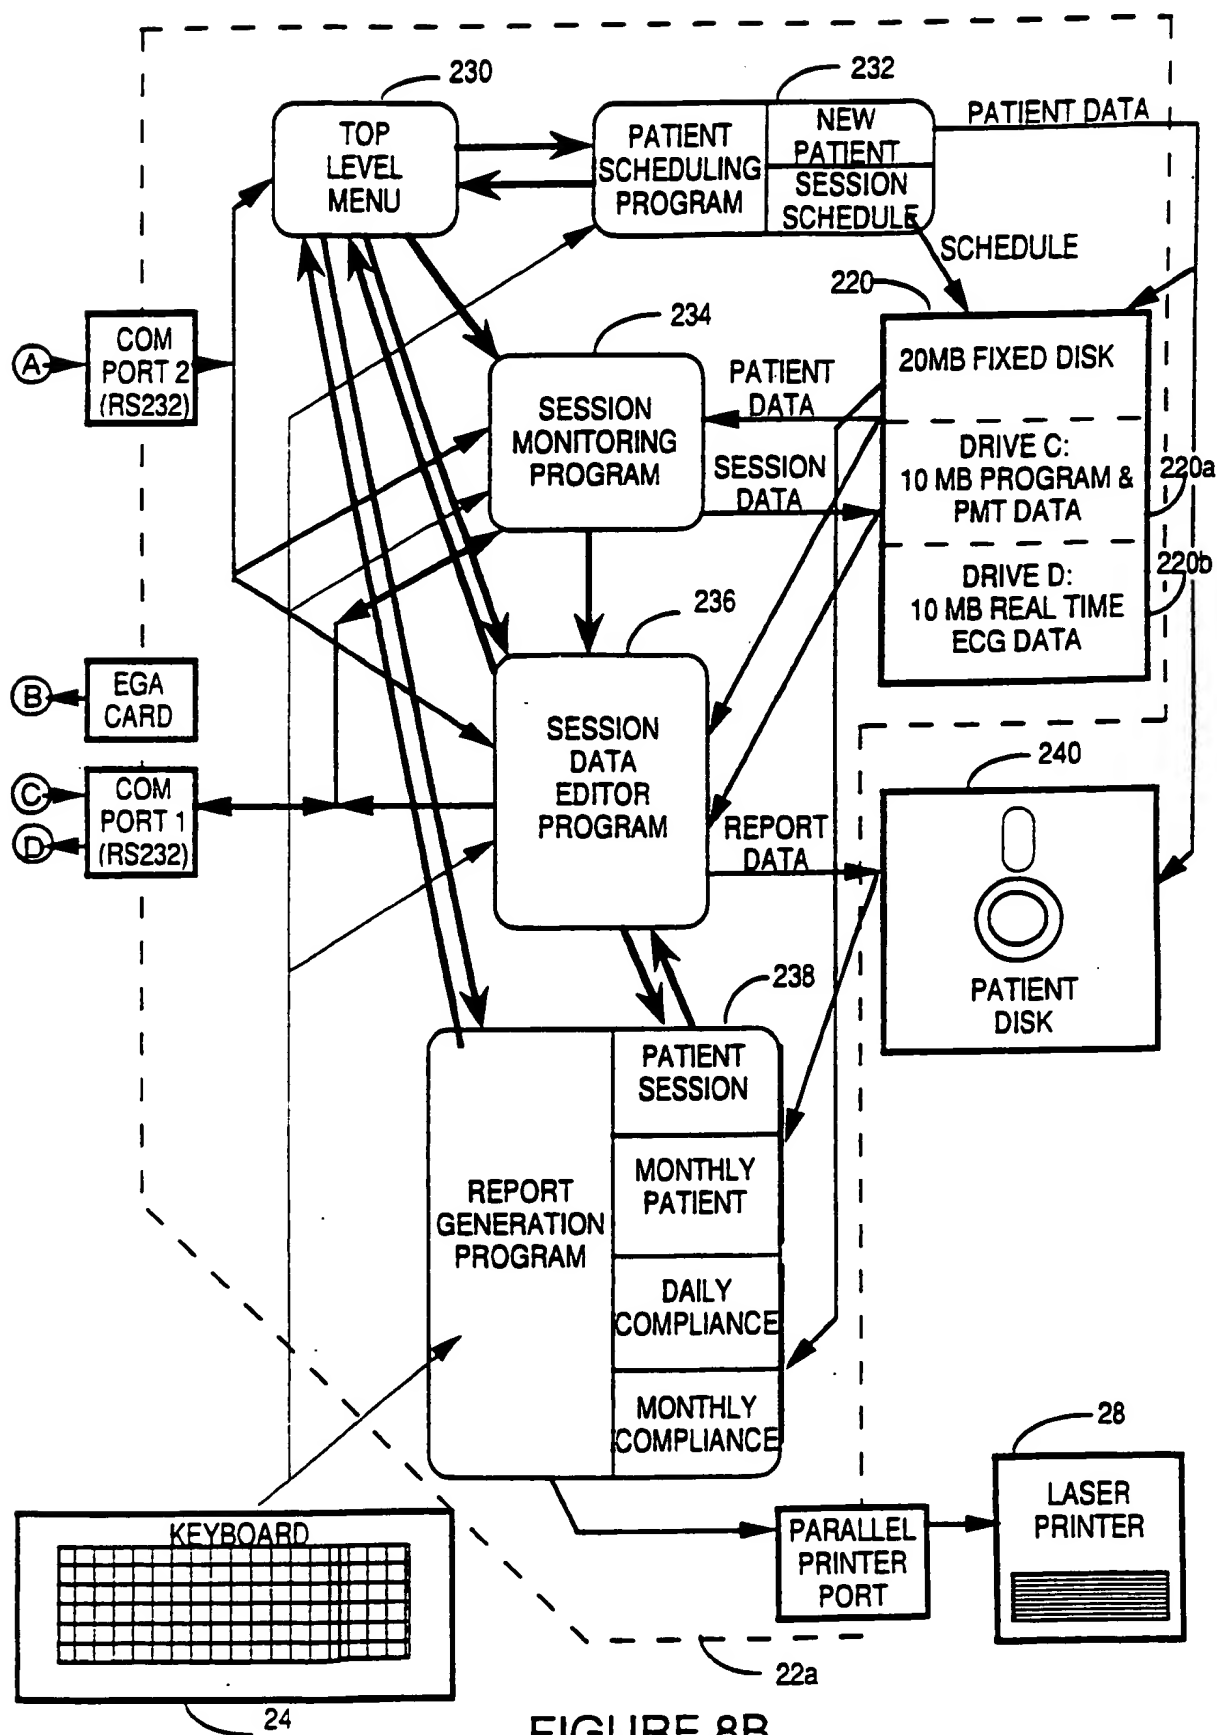 230
232
TOP
LEVEL
MENU
PATIENT
SCHEDULING
PROGRAM
NEW
PATIENT
SESSION
SCHEDULE
PATIENT DATA
SCHEDULE
220
A
COM
PORT 2
(RS232)
234
SESSION
MONITORING
PROGRAM
PATIENT
DATA
SESSION
DATA
20MB FIXED DISK
DRIVE C:
10 MB PROGRAM &
PMT DATA
220a
DRIVE D:
10 MB REAL TIME
ECG DATA
220b
236
B
EGA
CARD
SESSION
DATA
EDITOR
PROGRAM
C
D
COM
PORT 1
(RS232)
REPORT
DATA
240
PATIENT
DISK
238
REPORT
GENERATION
PROGRAM
PATIENT
SESSION
MONTHLY
PATIENT
DAILY
COMPLIANCE
MONTHLY
COMPLIANCE
28
LASER
PRINTER
KEYBOARD
PARALLEL
PRINTER
PORT
22a
24
FIGURE 8B